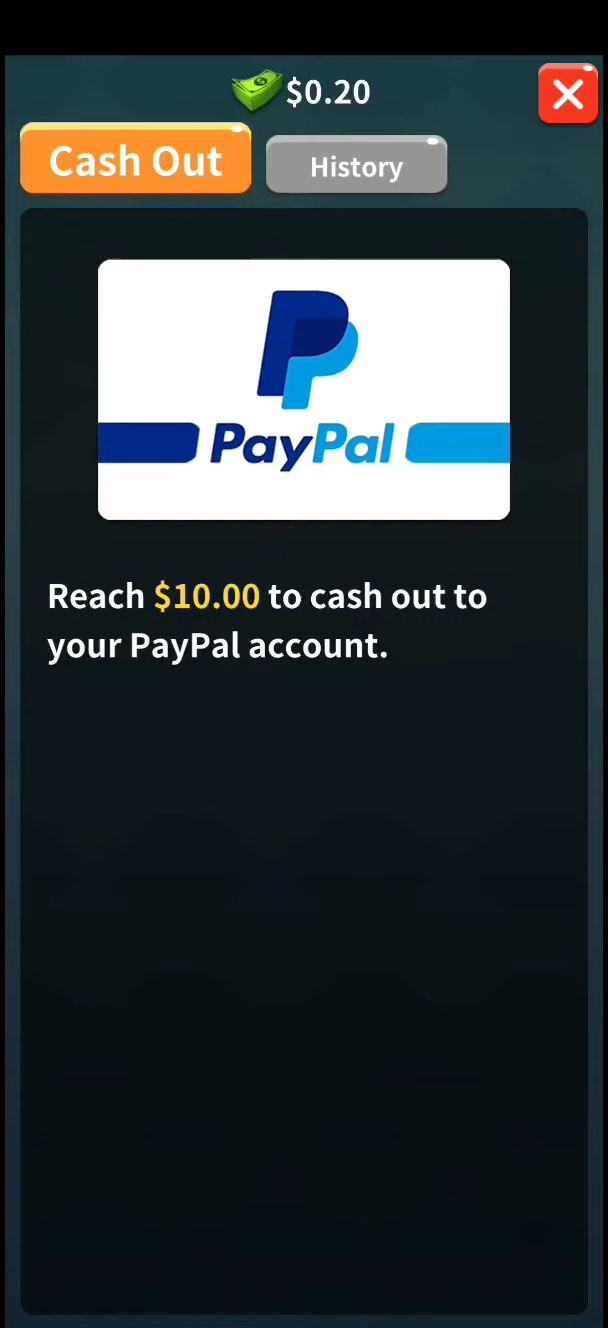 $0.20
Cash Out
History
PayPal
Reach $10.00 to cash out to
your PayPal account.